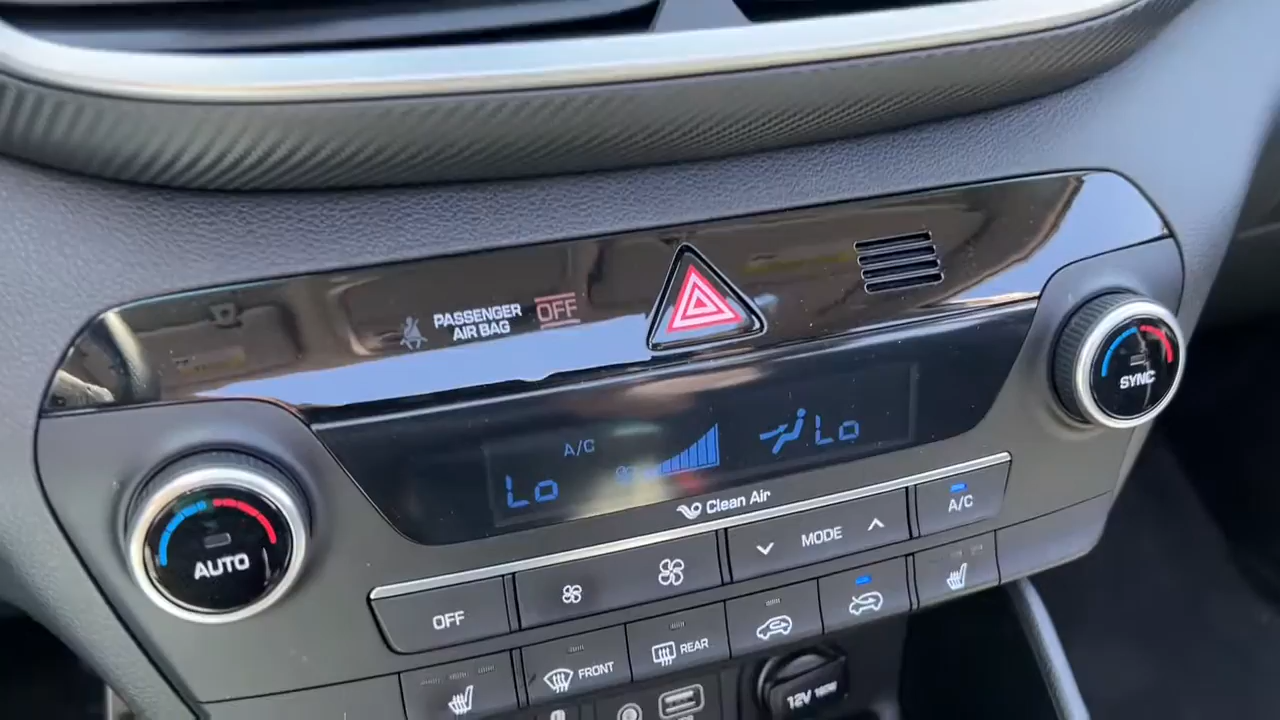 PASSENGER
AIR BAG
OFF
SYNC
A/C
Lo
Lo
Clean Air
AUTO
OFF
MODE
A/C
FRONT
REAR
12V